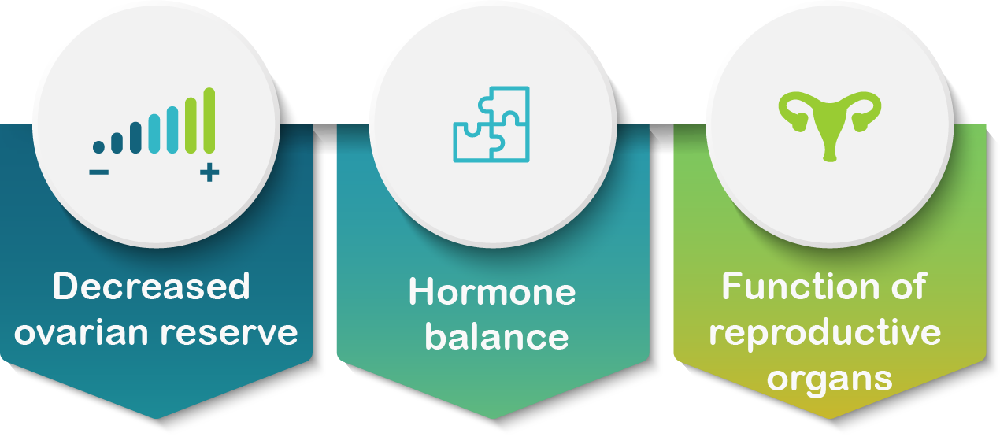 Decreased
ovarian reserve
Hormone
balance
Function of
reproductive
organs